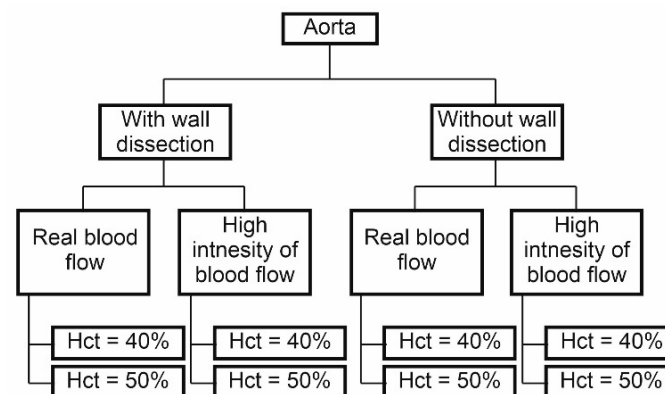 Aorta
With wall
dissection
Without wall
dissection
Real blood
flow
High
intnesity of
blood flow
Real blood
flow
High
intnesity of
blood flow
Hct = 40%
Hct = 40%
Hct = 40%
Hct = 40%
Hct = 50%
Hct = 50%
Hct = 50%
Hct = 50%